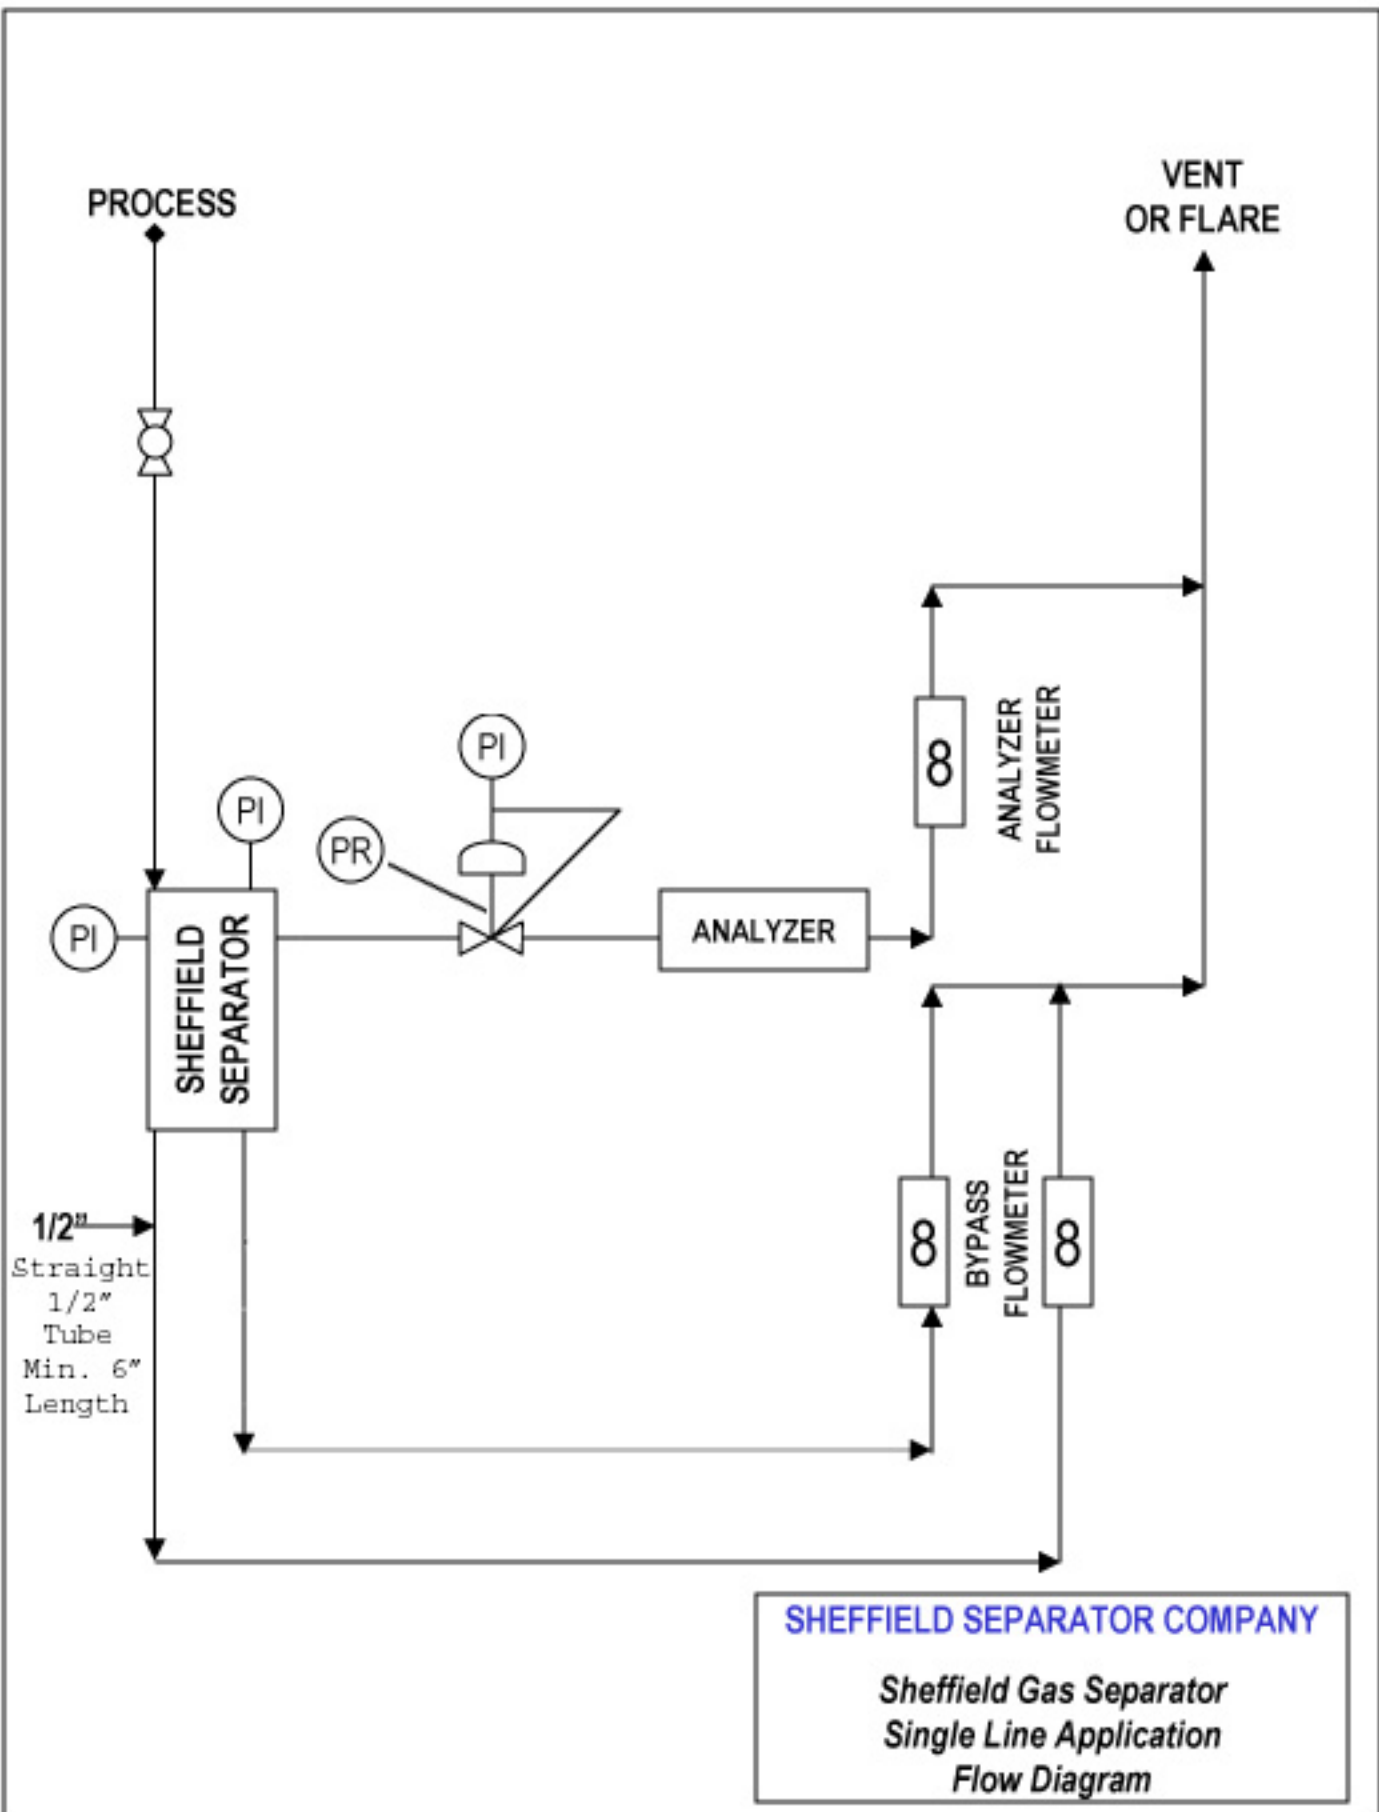 PROCESS
VENT
OR FLARE
ANALYZER
FLOWMETER
PI
PI
PR
PI
SHEFFIELD
SEPARATOR
ANALYZER
BYPASS
FLOWMETER
1/2"
Straight
1/2"
Tube
Min. 6"
Length
SHEFFIELD SEPARATOR COMPANY
Sheffield Gas Separator
Single Line Application
Flow Diagram